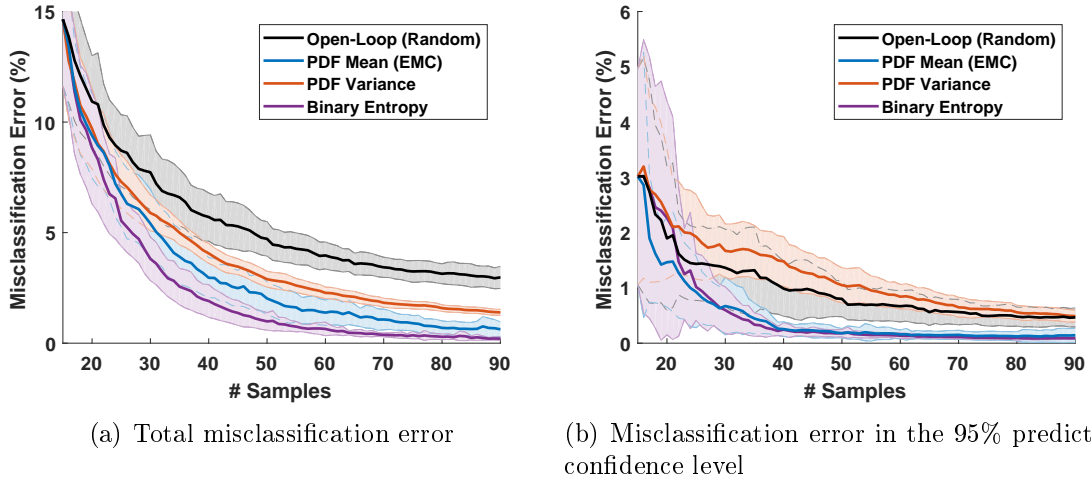 15
10
5
0
Misclassification Error (%)
Open-Loop (Random)
PDF Mean (EMC)
PDF Variance
Binary Entropy
20 30 40 50 60 70 80 90
# Samples
(a) Total misclassification error
6
5
4
3
2
1
0
Misclassification Error (%)
Open-Loop (Random)
PDF Mean (EMC)
PDF Variance
Binary Entropy
20 30 40 50 60 70 80 90
# Samples
(b) Misclassification error in the 95% predict
confidence level